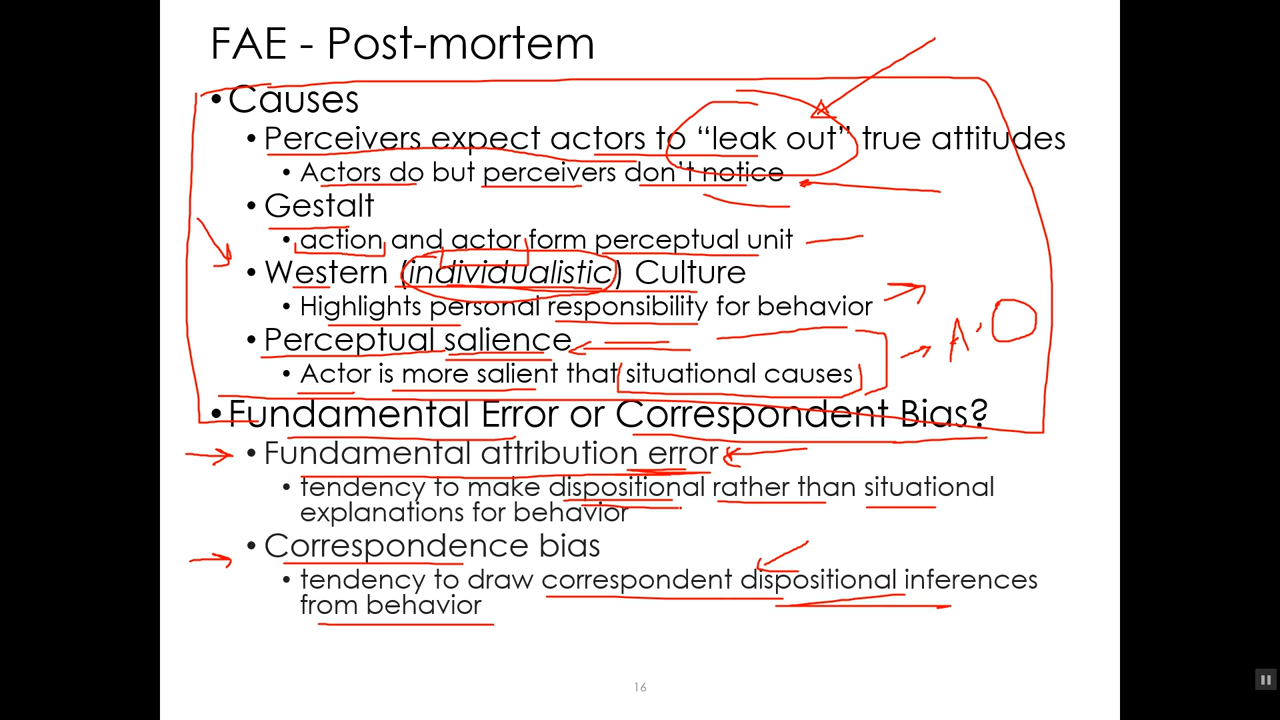 FAE - Post-mortem
• Causes
• Perceivers expect actors to “leak out” true attitudes
• Actors do but perceivers don’t notice
• Gestalt
• action and actor form perceptual unit
• Western (individualistic) Culture
• Highlights personal responsibility for behavior
• Perceptual salience
A.O
• Actor is more salient that situational causes
• Fundamental Error or Correspondent Bias?
• Fundamental attribution error
• tendency to make dispositional rather than situational
explanations for behavior
• Correspondence bias
• tendency to draw correspondent dispositional inferences
from behavior
16